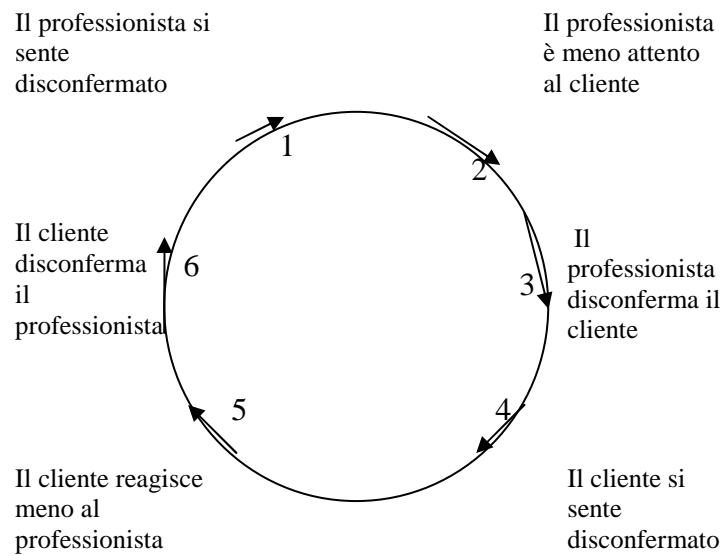 Il professionista si
sente
disconfermato
Il professionista
è meno attento
al cliente
1
2
Il cliente
disconferma
il
professionista
6
Il
professionista
disconferma il
cliente
3
5
4
Il cliente reagisce
meno al
professionista
Il cliente si
sente
disconfermato